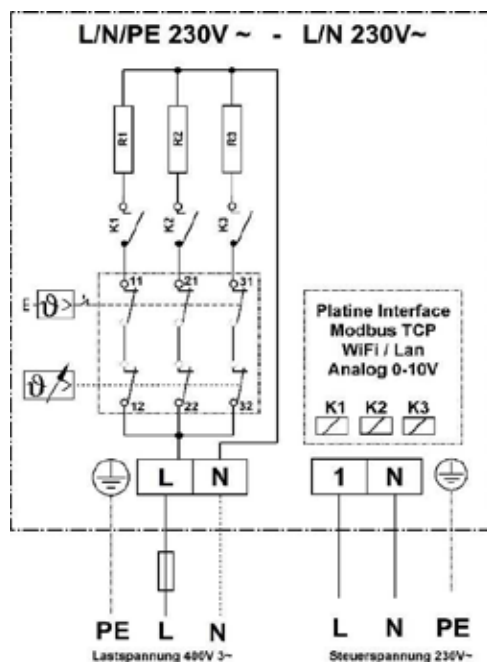 L/N/PE 230V ~ - L/N 230V~
R1 R2 R3
K1 K2 K3
11 21 31
E ϑ >
ϑ
12 22 32
Platine Interface
Modbus TCP
WiFi / Lan
Analog 0-10V
K1 K2 K3
L N 1 N
PE L N L N PE
Lastspannung 400V 3~ Steuerspannung 230V~